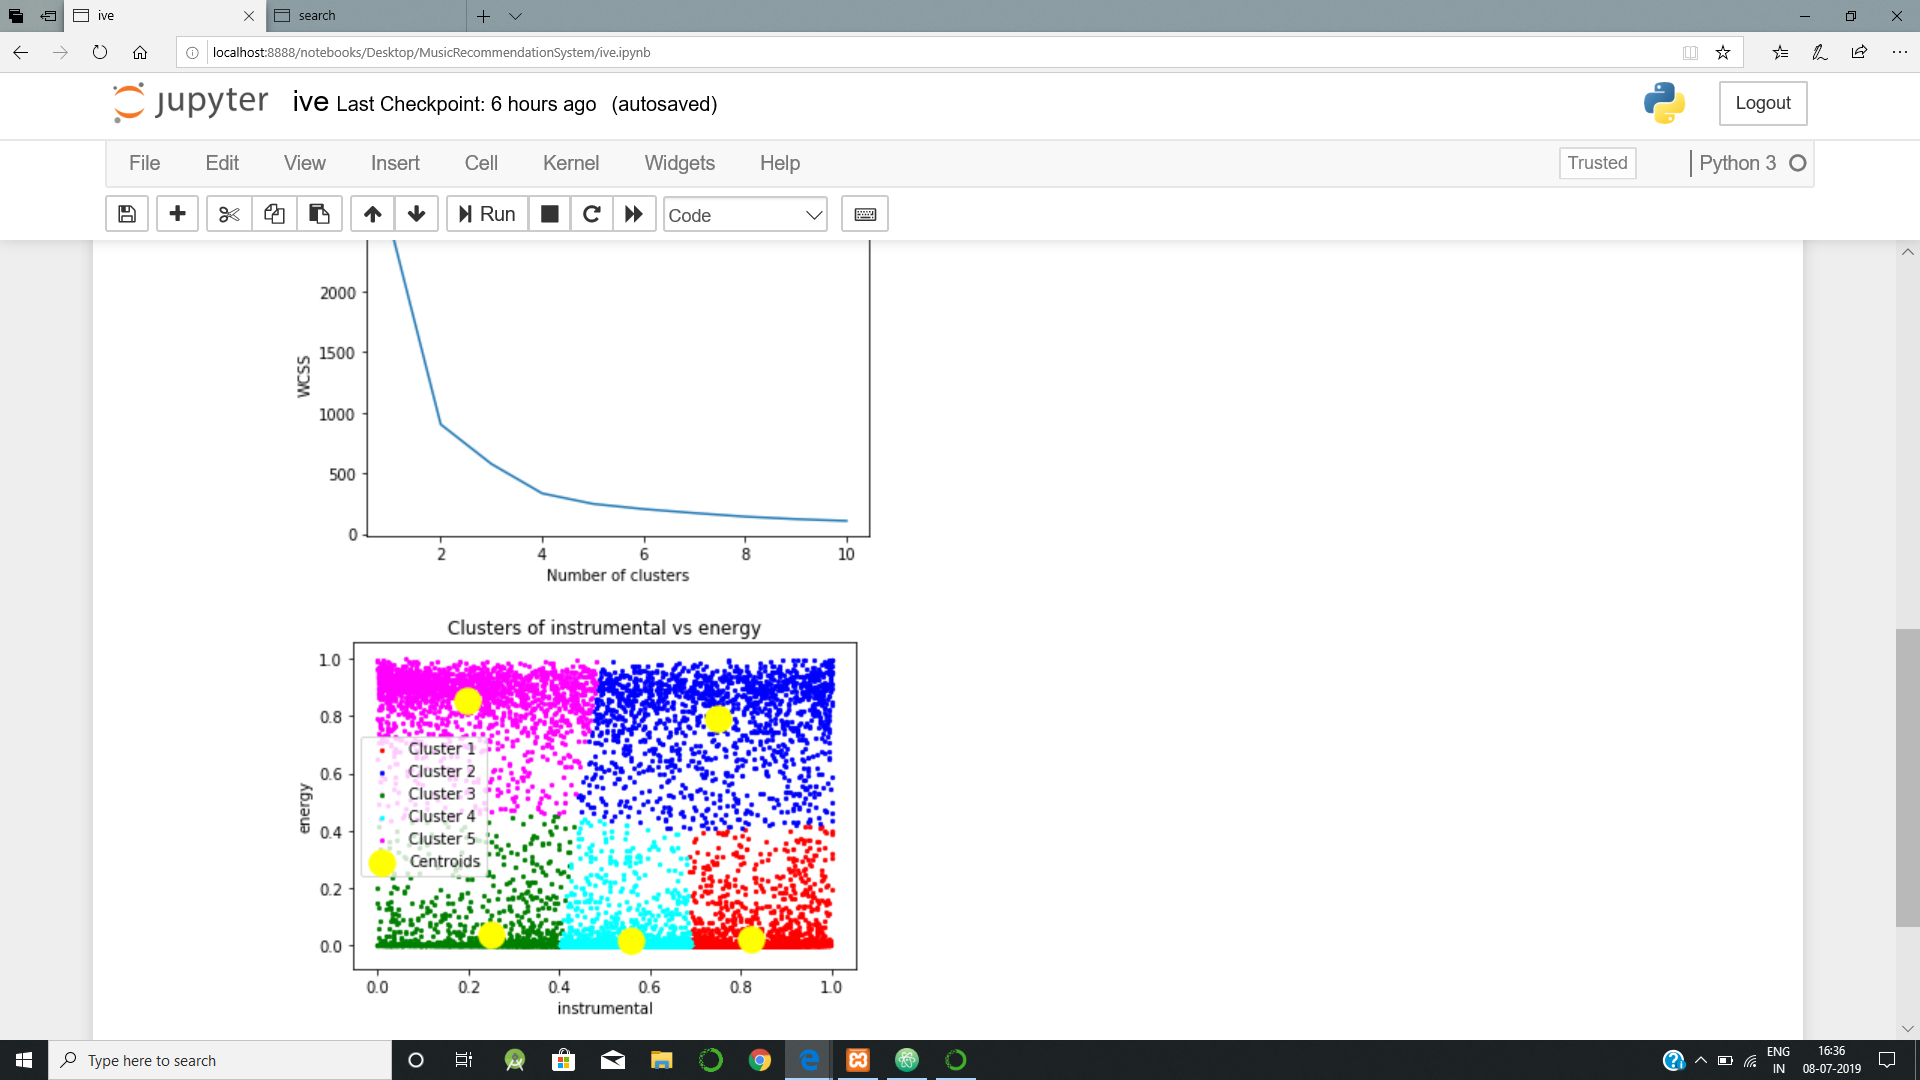 ive
search
localhost:8888/notebooks/Desktop/MusicRecommendationSystem/ive.ipynb
jupyter ive Last Checkpoint: 6 hours ago (autosaved)
Logout
File Edit View Insert Cell Kernel Widgets Help
Trusted
Python 3
Run
Code
2000
1500
1000
500
0
WCSS
2 4 6 8 10
Number of clusters
Clusters of instrumental vs energy
1.0
0.8
0.6
0.4
0.2
0.0
energy
Cluster 1
Cluster 2
Cluster 3
Cluster 4
Cluster 5
Centroids
0.0 0.2 0.4 0.6 0.8 1.0
instrumental
Type here to search
ENG
IN
16:36
08-07-2019